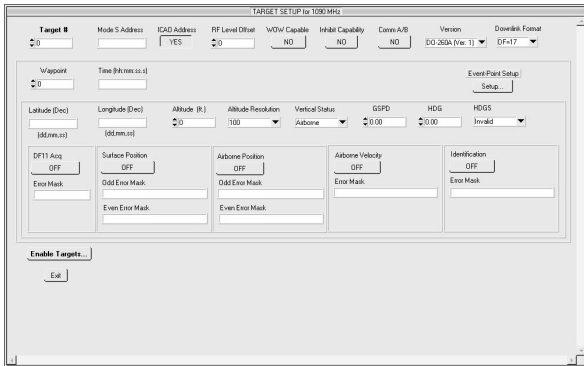 TARGET SETUP for 1090 MHz
Target # Mode S Address ICAO Address RF Level Offset WOW Capable Inhibit Capability Comm A/B Version Downlink Format
0 YES 0 NO NO NO DO-260A (Ver. 1) DF=17
Waypoint Time (hh:mm:ss.s) Event-Point Setup
0 Setup...
Latitude (Dec) Longitude (Dec) Altitude (ft.) Altitude Resolution Vertical Status GSPD HDG HDGS
0 100 Airborne 0.00 0.00 Invalid
(dd,mm,ss) (dd,mm,ss)
DF11 Acq Surface Position Airborne Position Airborne Velocity Identification
OFF OFF OFF OFF OFF
Error Mask Odd Error Mask Odd Error Mask Error Mask Error Mask
Even Error Mask Even Error Mask
Enable Targets...
Exit